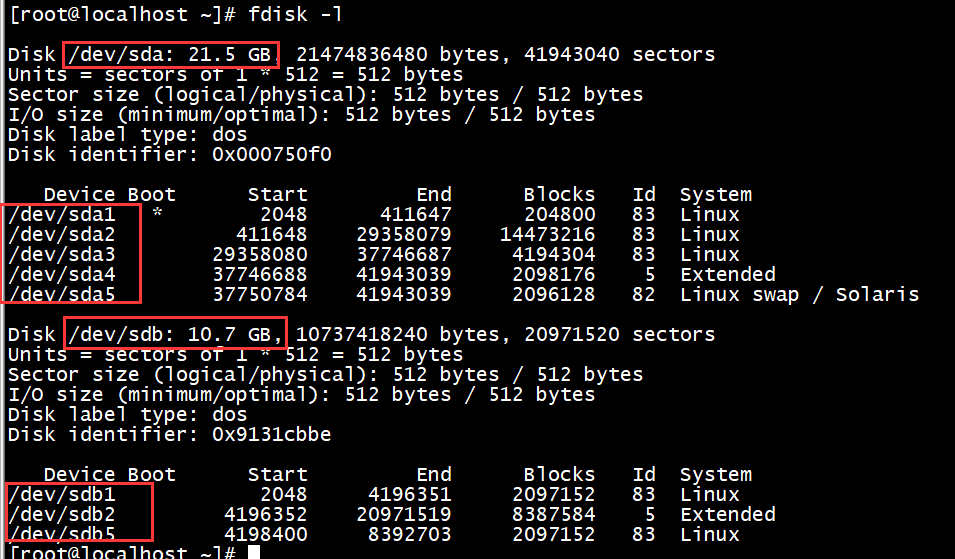 [root@localhost ~]# fdisk -l
Disk /dev/sda: 21.5 GB, 21474836480 bytes, 41943040 sectors
Units = sectors of 1 * 512 = 512 bytes
Sector size (logical/physical): 512 bytes / 512 bytes
I/O size (minimum/optimal): 512 bytes / 512 bytes
Disk label type: dos
Disk identifier: 0x000750f0
Device Boot Start End Blocks Id System
/dev/sda1 * 2048 411647 204800 83 Linux
/dev/sda2 411648 29358079 14473216 83 Linux
/dev/sda3 29358080 37746687 4194304 83 Linux
/dev/sda4 37746688 41943039 2098176 5 Extended
/dev/sda5 37750784 41943039 2096128 82 Linux swap / Solaris
Disk /dev/sdb: 10.7 GB, 10737418240 bytes, 20971520 sectors
Units = sectors of 1 * 512 = 512 bytes
Sector size (logical/physical): 512 bytes / 512 bytes
I/O size (minimum/optimal): 512 bytes / 512 bytes
Disk label type: dos
Disk identifier: 0x9131cbbe
Device Boot Start End Blocks Id System
/dev/sdb1 2048 4196351 2097152 83 Linux
/dev/sdb2 4196352 20971519 8387584 5 Extended
/dev/sdb5 4198400 8392703 2097152 83 Linux
[root@localhost ~]#